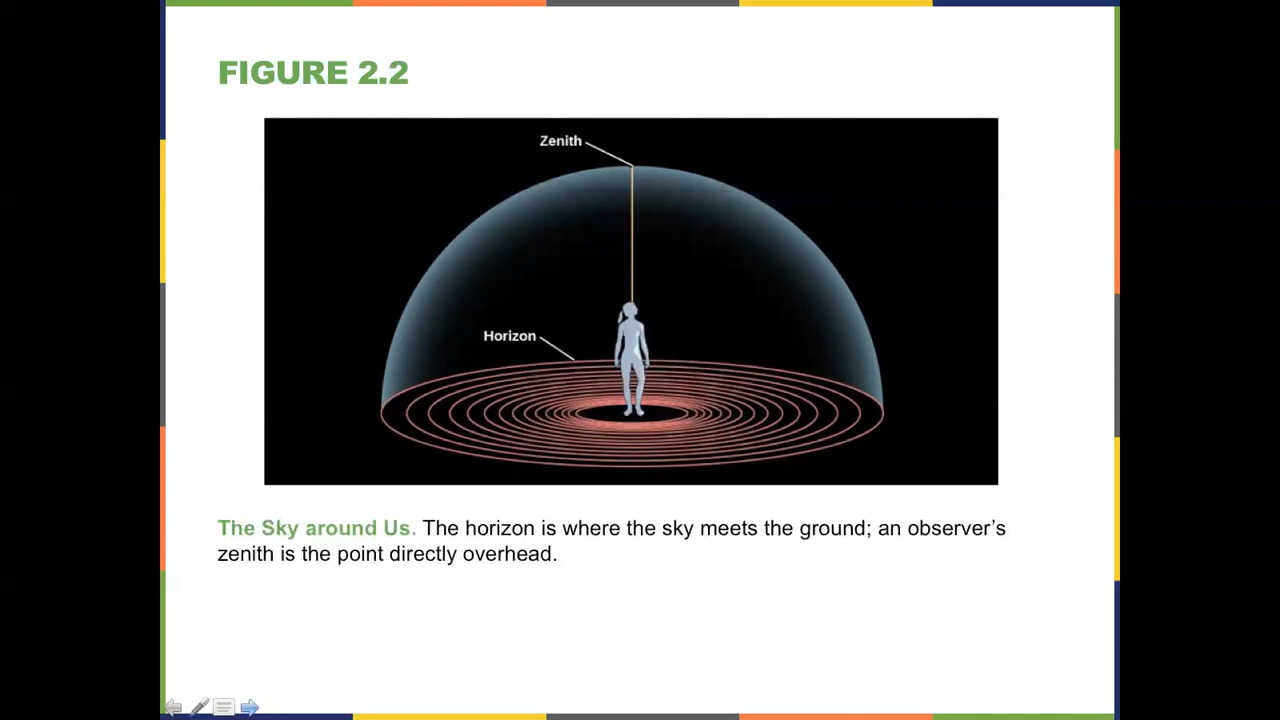 FIGURE 2.2
Zenith
Horizon
The Sky around Us. The horizon is where the sky meets the ground; an observer’s
zenith is the point directly overhead.